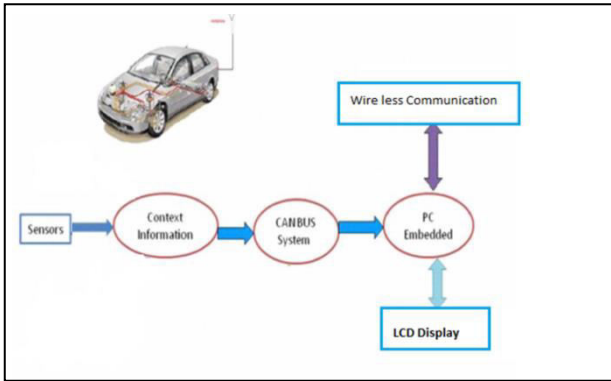 Wire less Communication
Sensors
Context
Information
CANBUS
System
PC
Embedded
LCD Display